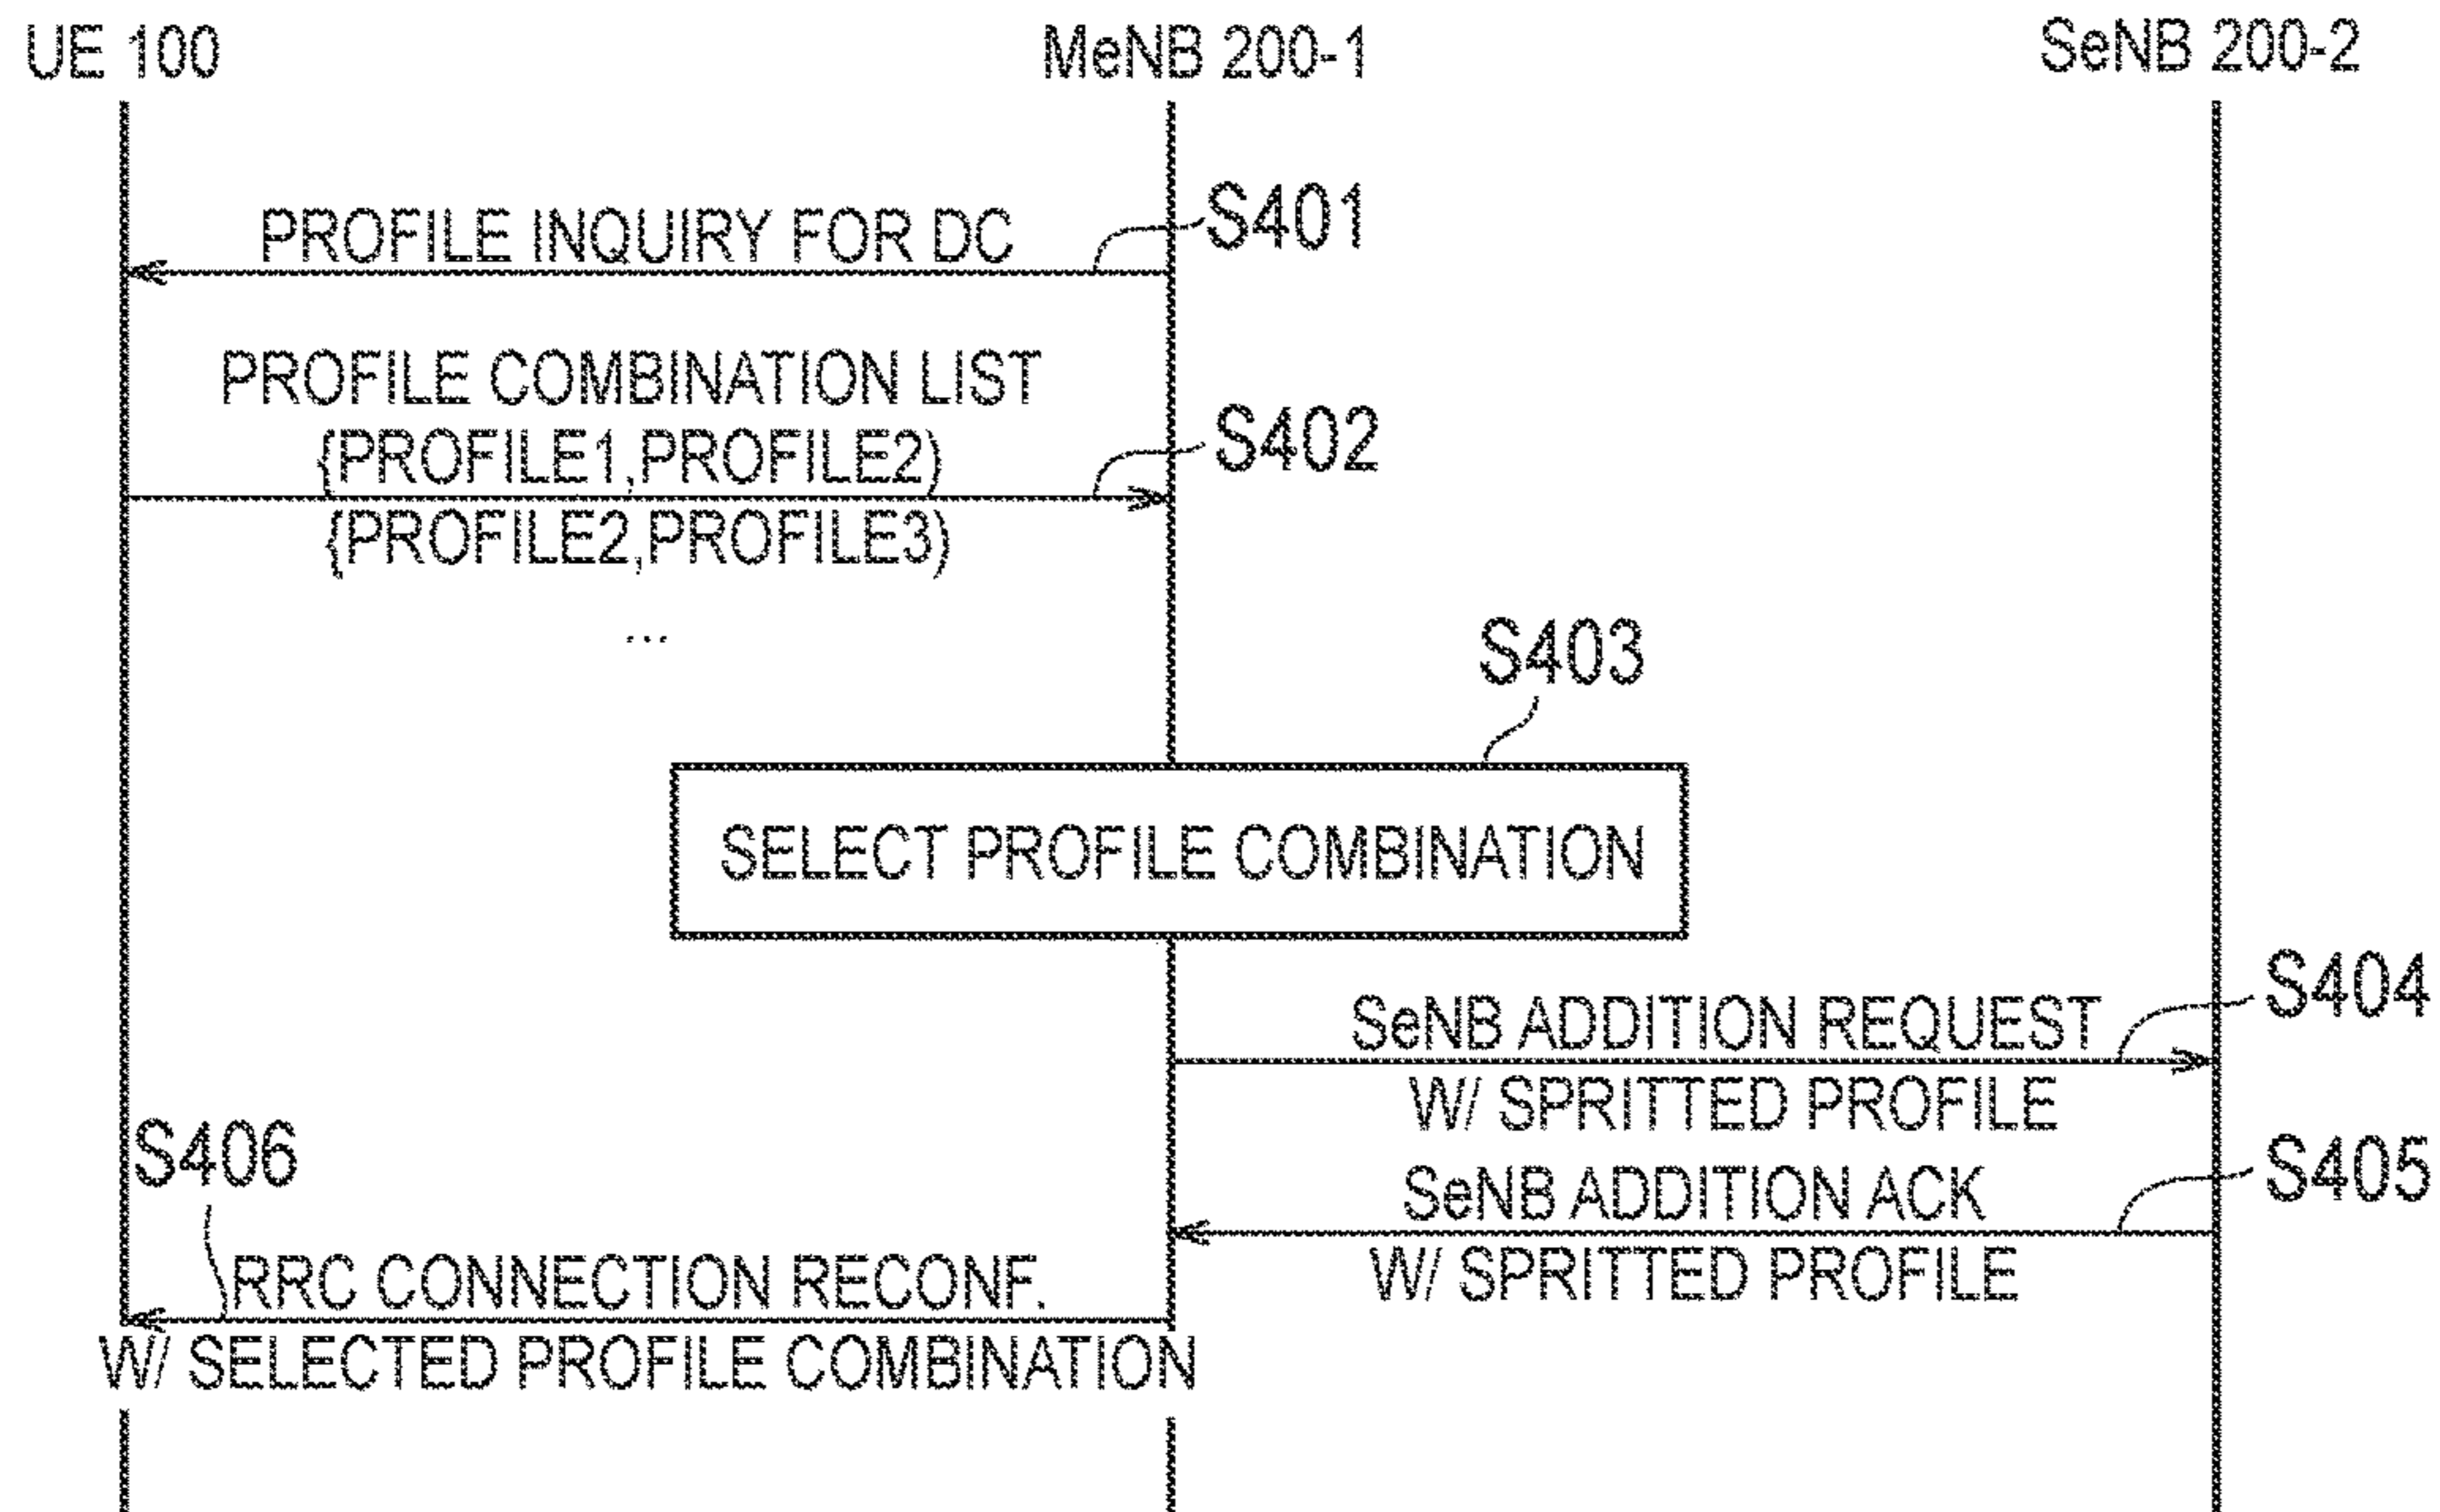 UE 100
MeNB 200-1
SeNB 200-2
PROFILE INQUIRY FOR DC
S401
PROFILE COMBINATION LIST
{PROFILE1,PROFILE2)
S402
{PROFILE2,PROFILE3)
...
S403
SELECT PROFILE COMBINATION
SeNB ADDITION REQUEST
S404
W/ SPRITTED PROFILE
SeNB ADDITION ACK
S405
W/ SPRITTED PROFILE
S406
RRC CONNECTION RECONF.
W/ SELECTED PROFILE COMBINATION